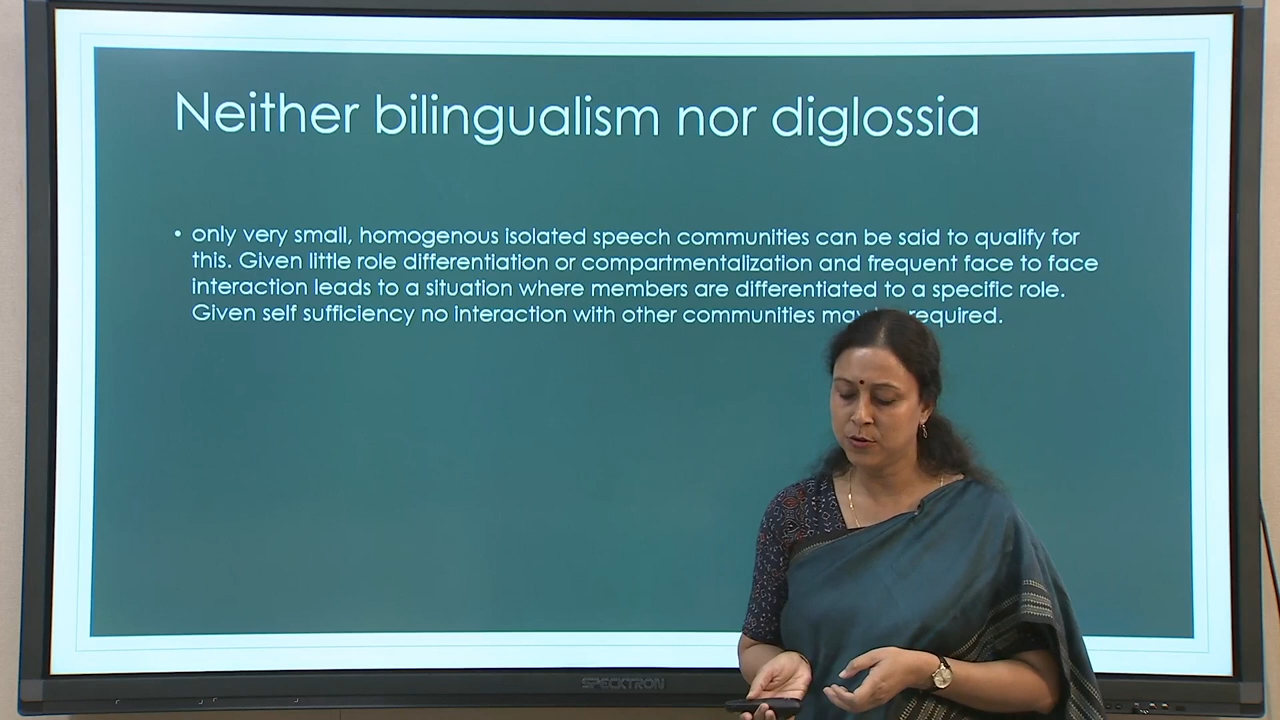 Neither bilingualism nor diglossia
• only very small, homogenous isolated speech communities can be said to qualify for
this. Given little role differentiation or compartmentalization and frequent face to face
interaction leads to a situation where members are differentiated to a specific role.
Given self sufficiency no interaction with other communities required.
SPECKTRON